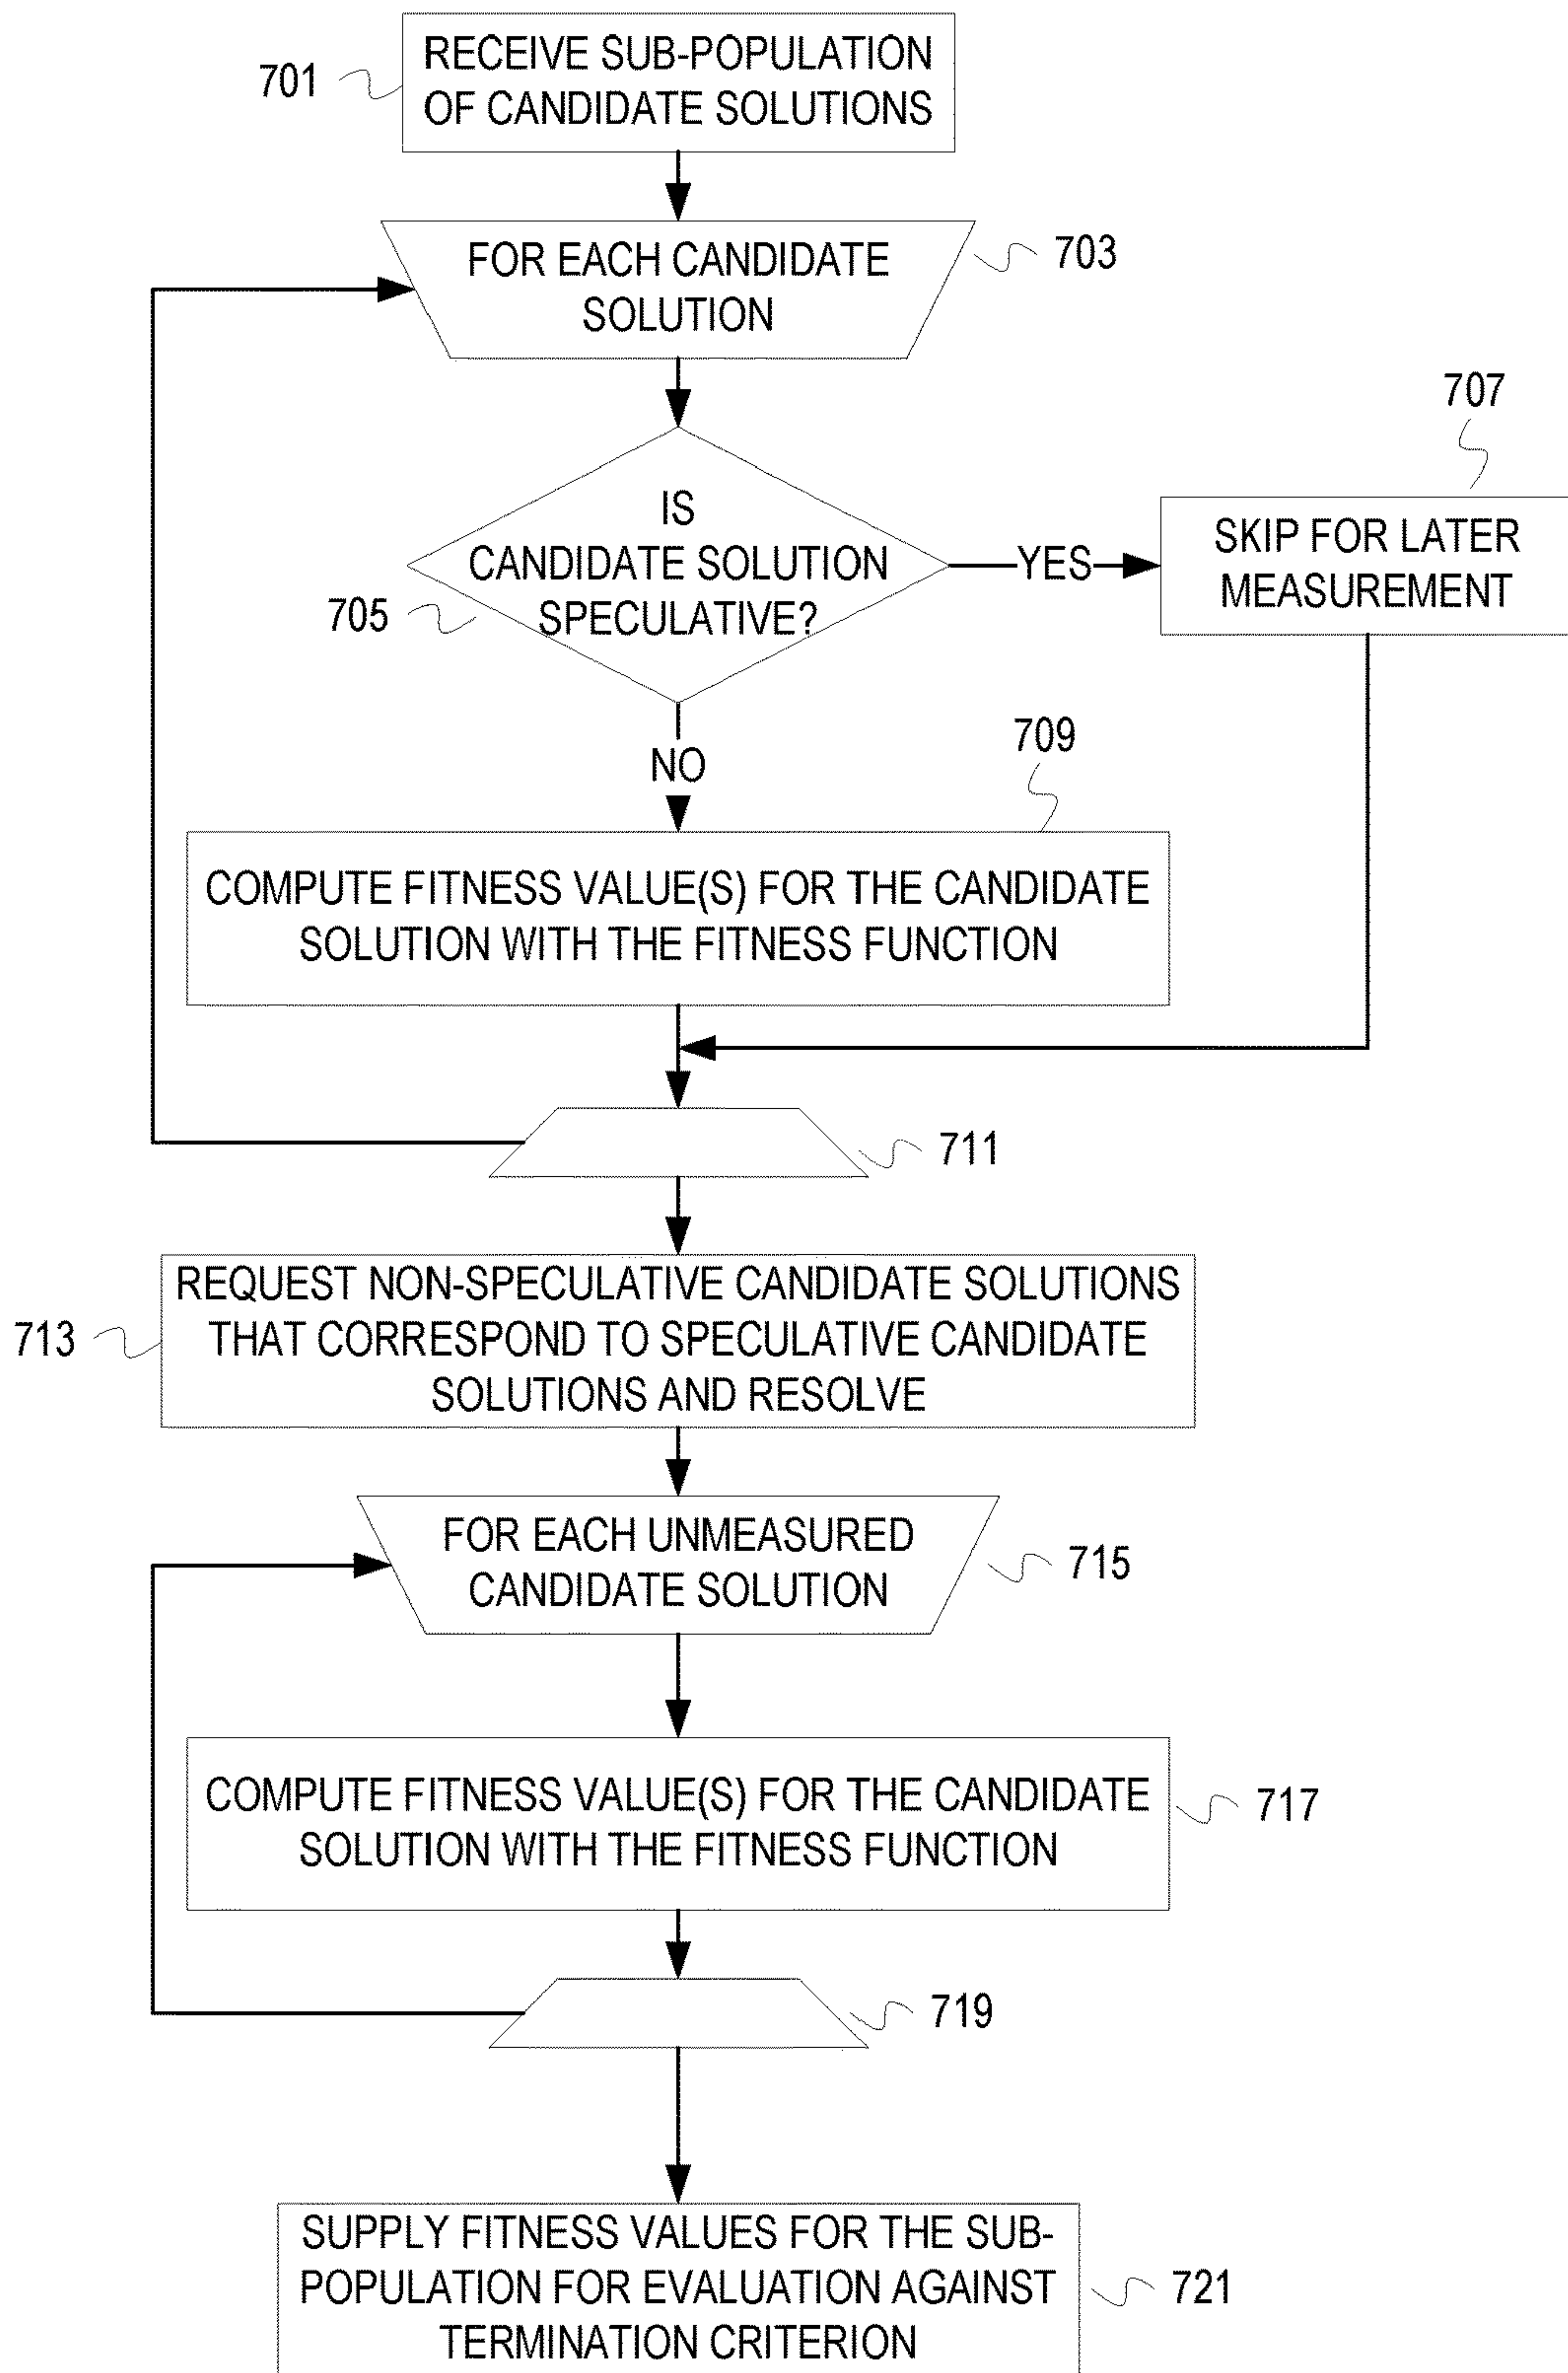 701
RECEIVE SUB-POPULATION
OF CANDIDATE SOLUTIONS
FOR EACH CANDIDATE
SOLUTION
703
707
IS
CANDIDATE SOLUTION
SPECULATIVE?
705
YES
SKIP FOR LATER
MEASUREMENT
NO
709
COMPUTE FITNESS VALUE(S) FOR THE CANDIDATE
SOLUTION WITH THE FITNESS FUNCTION
711
713
REQUEST NON-SPECULATIVE CANDIDATE SOLUTIONS
THAT CORRESPOND TO SPECULATIVE CANDIDATE
SOLUTIONS AND RESOLVE
FOR EACH UNMEASURED
CANDIDATE SOLUTION
715
COMPUTE FITNESS VALUE(S) FOR THE CANDIDATE
SOLUTION WITH THE FITNESS FUNCTION
717
719
SUPPLY FITNESS VALUES FOR THE SUB-
POPULATION FOR EVALUATION AGAINST
TERMINATION CRITERION
721